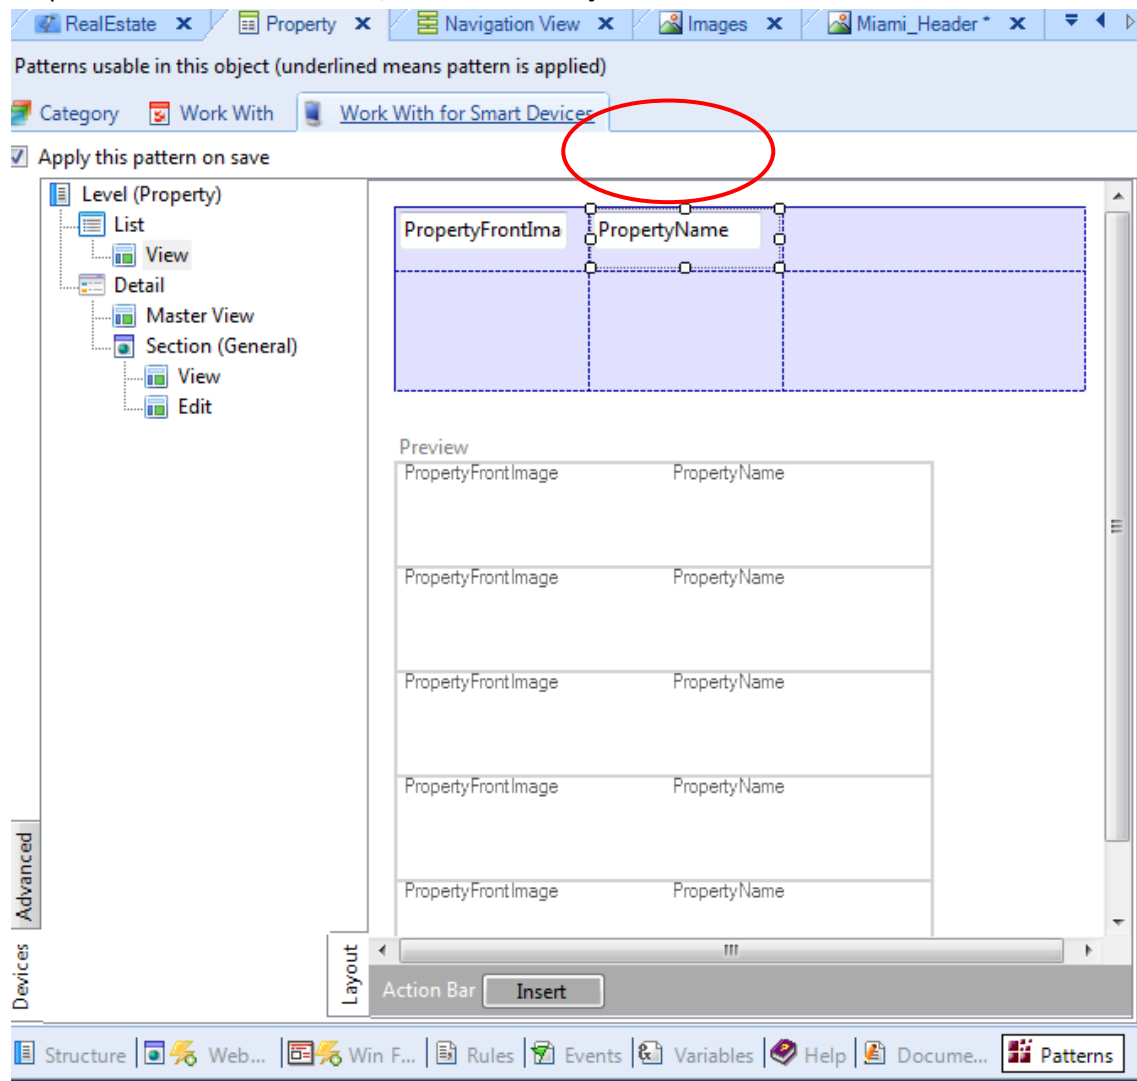 RealEstate x Property x Navigation View x Images x Miami_Header * x
Patterns usable in this object (underlined means pattern is applied)
Category Work With Work With for Smart Devices
Apply this pattern on save
Level (Property)
List
View
Detail
Master View
Section (General)
View
Edit
PropertyFrontIma PropertyName
Preview
PropertyFrontImage PropertyName
PropertyFrontImage PropertyName
PropertyFrontImage PropertyName
PropertyFrontImage PropertyName
PropertyFrontImage PropertyName
Advanced
Devices
Layout
Action Bar Insert
Structure Web... Win F... Rules Events Variables Help Docume... Patterns